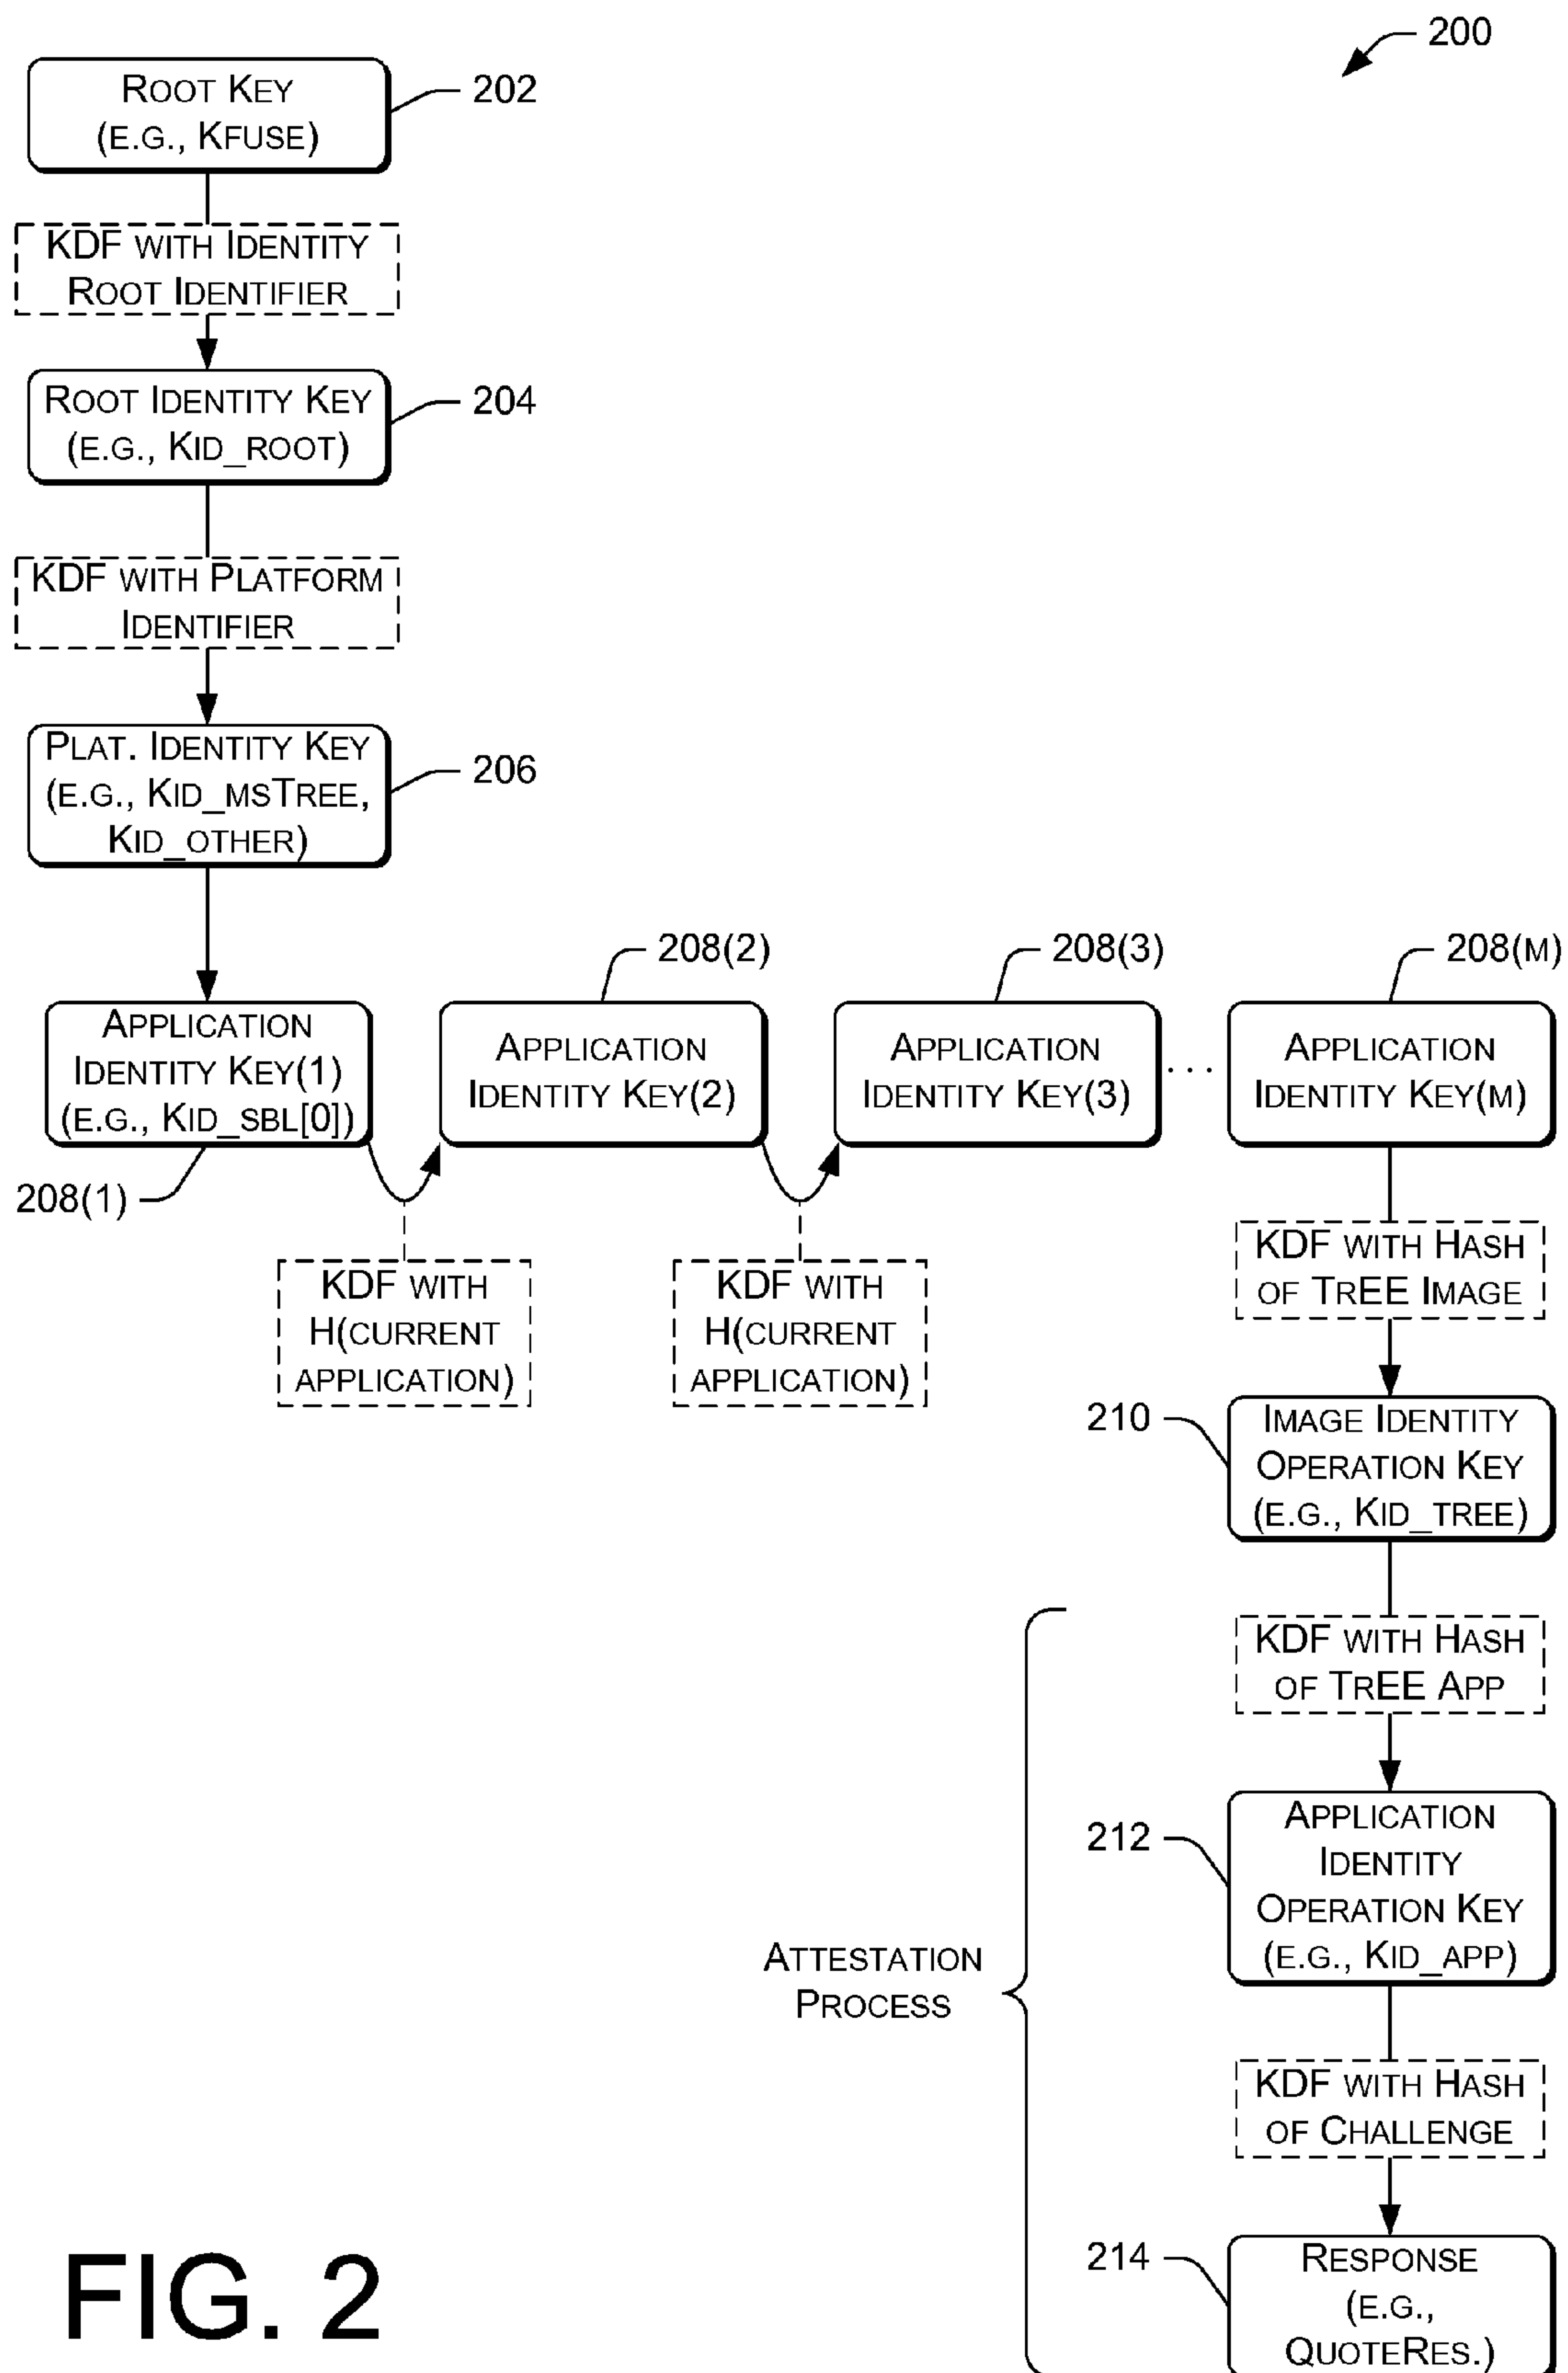 200
ROOT KEY
(E.G., KFUSE)
202
KDF WITH IDENTITY
ROOT IDENTIFIER
ROOT IDENTITY KEY
(E.G., KID_ROOT)
204
KDF WITH PLATFORM
IDENTIFIER
PLAT. IDENTITY KEY
(E.G., KID_MSTREE,
KID_OTHER)
206
208(2)
208(3)
208(M)
APPLICATION
IDENTITY KEY(1)
(E.G., KID_SBL[0])
APPLICATION
IDENTITY KEY(2)
APPLICATION
IDENTITY KEY(3)
. . .
APPLICATION
IDENTITY KEY(M)
208(1)
KDF WITH
H(CURRENT
APPLICATION)
KDF WITH
H(CURRENT
APPLICATION)
KDF WITH HASH
OF TREE IMAGE
210
IMAGE IDENTITY
OPERATION KEY
(E.G., KID_TREE)
KDF WITH HASH
OF TREE APP
212
APPLICATION
IDENTITY
OPERATION KEY
(E.G., KID_APP)
ATTESTATION
PROCESS
KDF WITH HASH
OF CHALLENGE
214
RESPONSE
(E.G.,
QUOTERES.)
FIG. 2